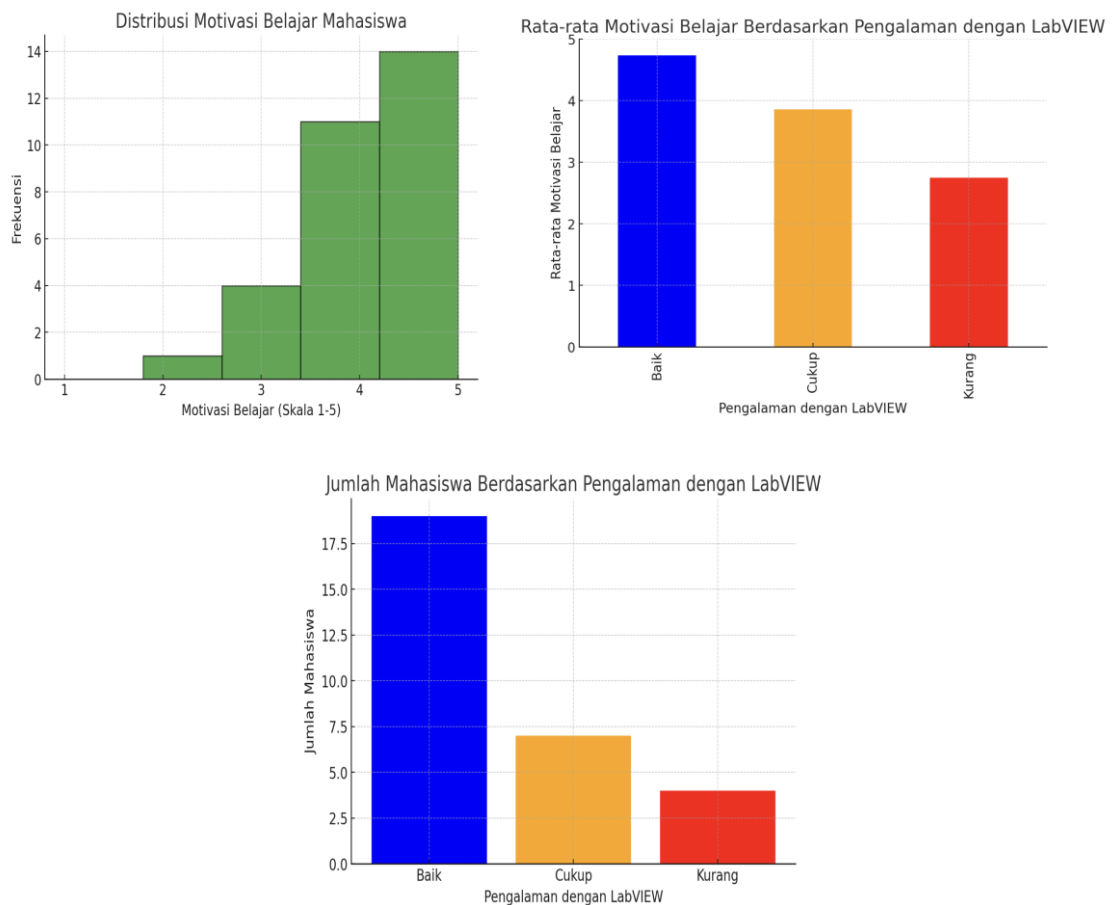 Distribusi Motivasi Belajar Mahasiswa
14
12
10
8
6
4
2
0
Frekuensi
1 2 3 4 5
Motivasi Belajar (Skala 1-5)
Rata-rata Motivasi Belajar Berdasarkan Pengalaman dengan LabVIEW
5
4
3
2
1
0
Rata-rata Motivasi Belajar
Baik Cukup Kurang
Pengalaman dengan LabVIEW
Jumlah Mahasiswa Berdasarkan Pengalaman dengan LabVIEW
17.5
15.0
12.5
10.0
7.5
5.0
2.5
0.0
Jumlah Mahasiswa
Baik Cukup Kurang
Pengalaman dengan LabVIEW